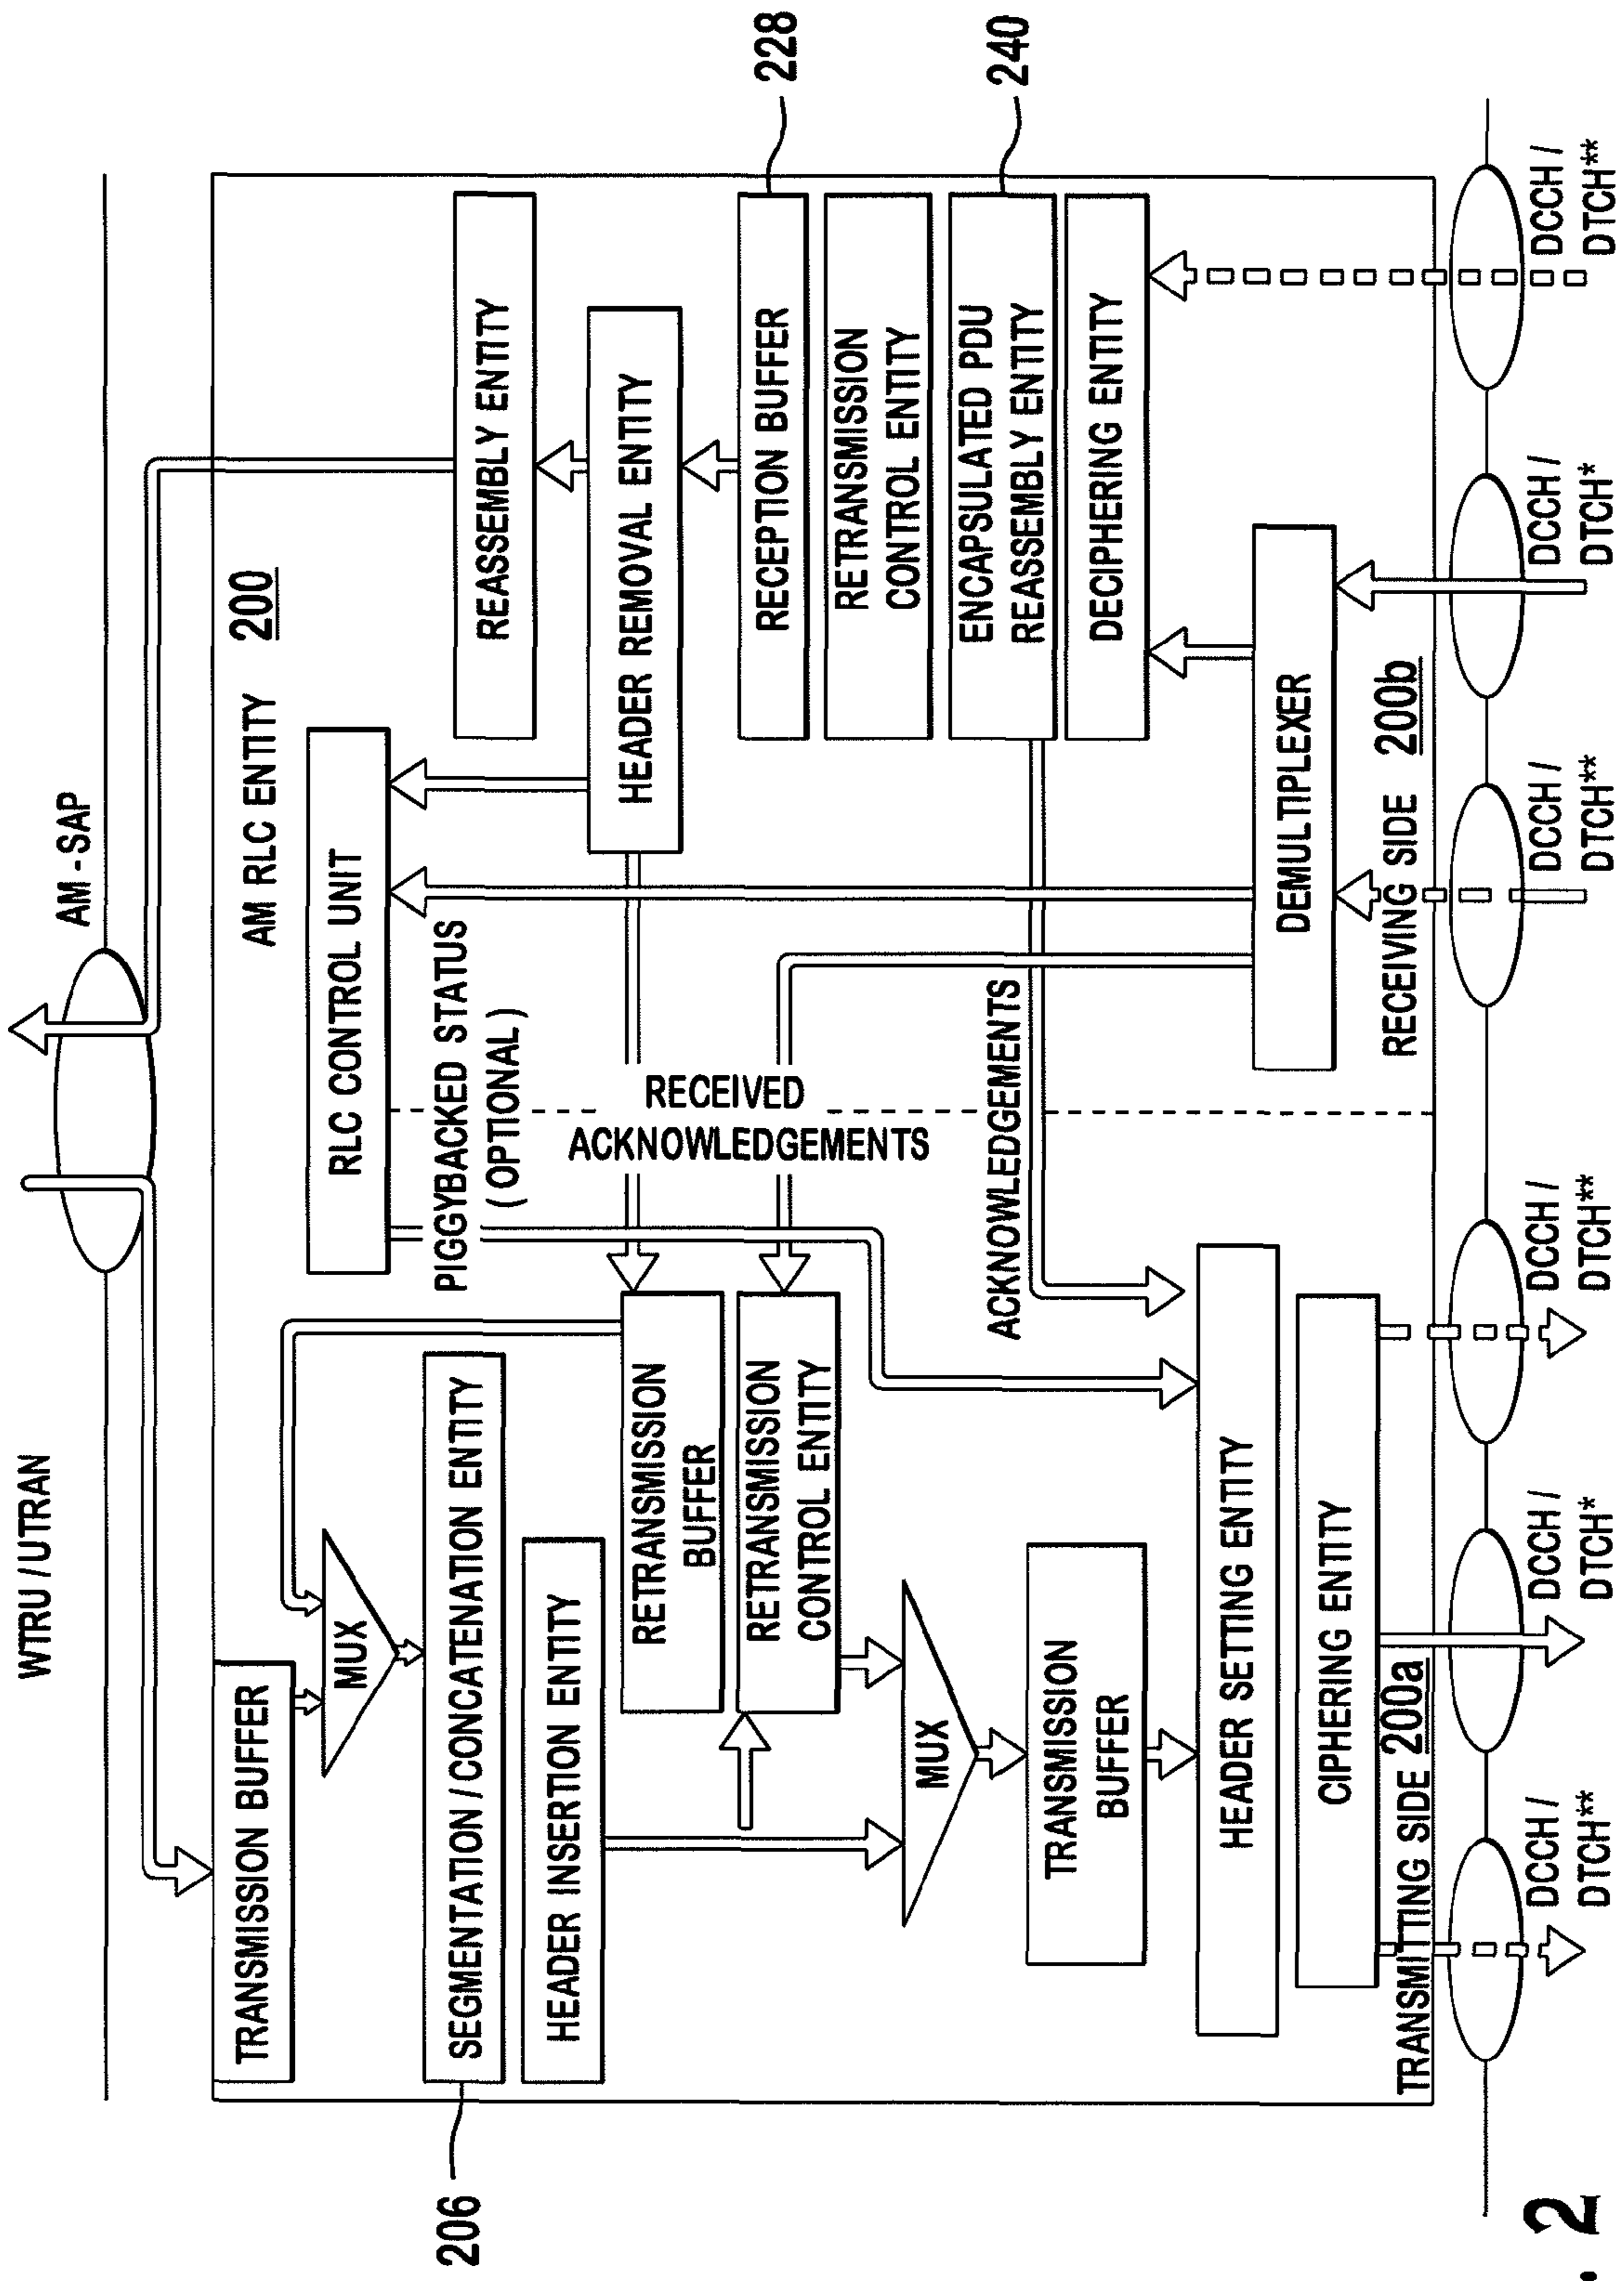 WTRU / UTRAN
AM - SAP
AM RLC ENTITY 200
TRANSMISSION BUFFER
MUX
SEGMENTATION / CONCATENATION ENTITY
206
HEADER INSERTION ENTITY
RETRANSMISSION
BUFFER
RETRANSMISSION
CONTROL ENTITY
MUX
TRANSMISSION
BUFFER
HEADER SETTING ENTITY
CIPHERING ENTITY
TRANSMITTING SIDE 200a
RLC CONTROL UNIT
PIGGYBACKED STATUS
(OPTIONAL)
RECEIVED
ACKNOWLEDGEMENTS
ACKNOWLEDGEMENTS
REASSEMBLY ENTITY
HEADER REMOVAL ENTITY
RECEPTION BUFFER
228
RETRANSMISSION
CONTROL ENTITY
ENCAPSULATED PDU
REASSEMBLY ENTITY
240
DECIPHERING ENTITY
DEMULTIPLEXER
RECEIVING SIDE 200b
DCCH /
DTCH**
DCCH /
DTCH*
DCCH /
DTCH**
DCCH /
DTCH**
DCCH /
DTCH*
DCCH /
DTCH**
. 2